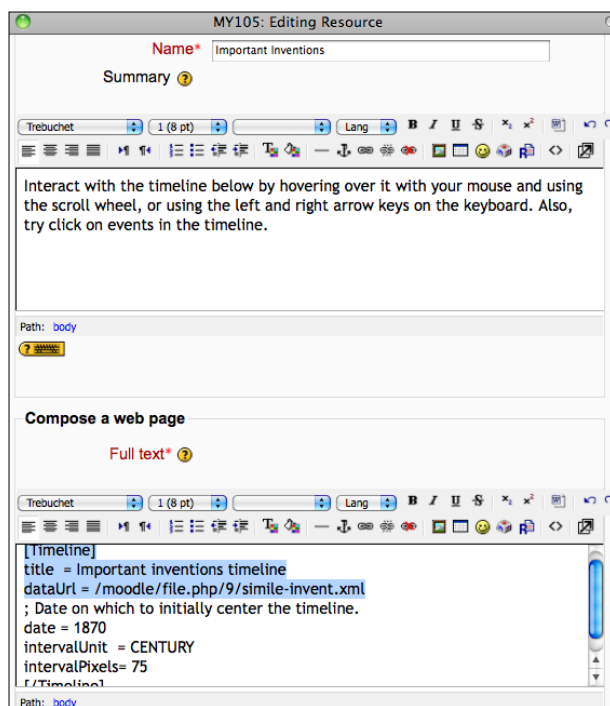 MY105: Editing Resource
Name* Important Inventions
Summary ?
Trebuchet 1 (8 pt) Lang B I U S x₂ x²
Interact with the timeline below by hovering over it with your mouse and using
the scroll wheel, or using the left and right arrow keys on the keyboard. Also,
try click on events in the timeline.
Path: body
?
Compose a web page
Full text* ?
Trebuchet 1 (8 pt) Lang B I U S x₂ x²
[Timeline]
title = Important inventions timeline
dataUrl = /moodle/file.php/9/simile-invent.xml
; Date on which to initially center the timeline.
date = 1870
intervalUnit = CENTURY
intervalPixels= 75
[/Timeline]
Path: body